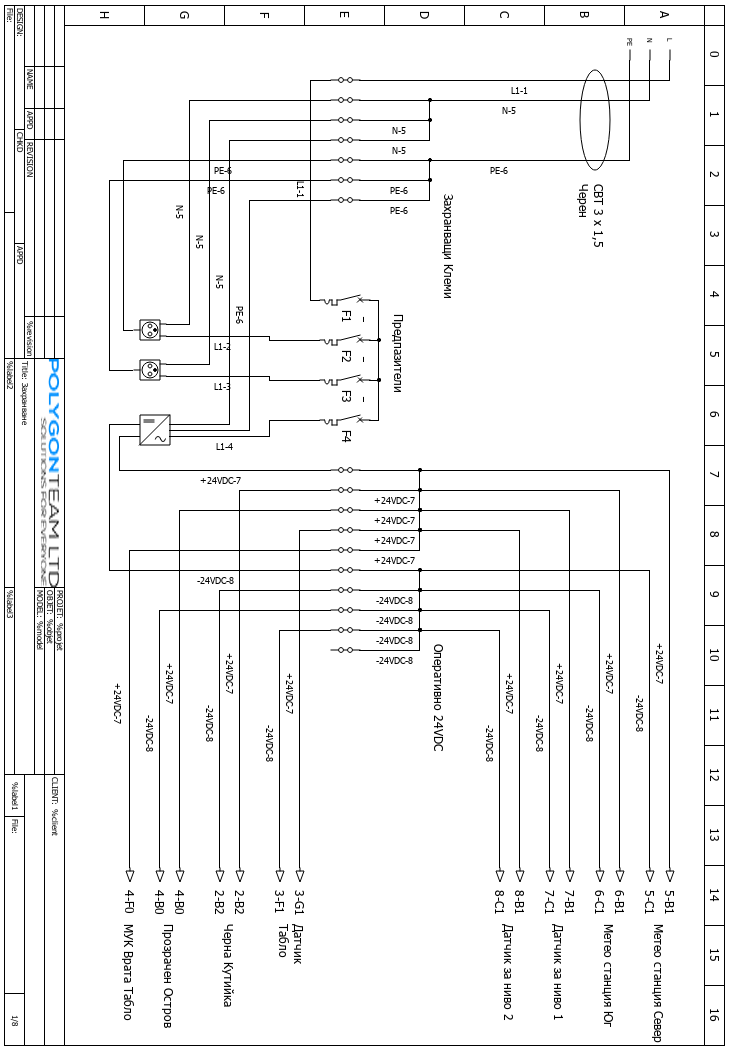 0
1
2
3
4
5
6
7
8
9
10
11
12
13
14
15
16
A
B
C
D
E
F
G
H
L
N
PE
СВТ 3 x 1,5
Черен
L1-1
N-5
N-5
N-5
PE-6
PE-6
PE-6
PE-6
PE-6
L1-1
Захранващи Клеми
N-5
N-5
N-5
PE-6
Предпазители
F1
F2
F3
F4
L1-2
L1-3
L1-4
+24VDC-7
+24VDC-7
+24VDC-7
+24VDC-7
+24VDC-7
-24VDC-8
-24VDC-8
-24VDC-8
-24VDC-8
-24VDC-8
Оперативно 24VDC
+24VDC-7
-24VDC-8
+24VDC-7
-24VDC-8
+24VDC-7
-24VDC-8
+24VDC-7
-24VDC-8
+24VDC-7
-24VDC-8
+24VDC-7
-24VDC-8
+24VDC-7
-24VDC-8
+24VDC-7
5-B1
5-C1
Метео станция Север
6-B1
6-C1
Метео станция Юг
7-B1
7-C1
Датчик за ниво 1
8-B1
8-C1
Датчик за ниво 2
3-G1
3-F1
Датчик
Табло
2-B2
2-B2
Черна Кутийка
4-B0
4-B0
Прозрачен Остров
4-F0
МУК Врата Табло
NAME
APPD
REVISION
%revision
DESIGN:
CHKD
APPD
File:
POLYGONTEAM LTD
SOLUTIONS FOR EVERYONE
Title: Захранване
%label2
PROJET: %projet
OBJET: %objet
MODEL: %model
%label3
CLIENT: %client
%label1
File:
1/8